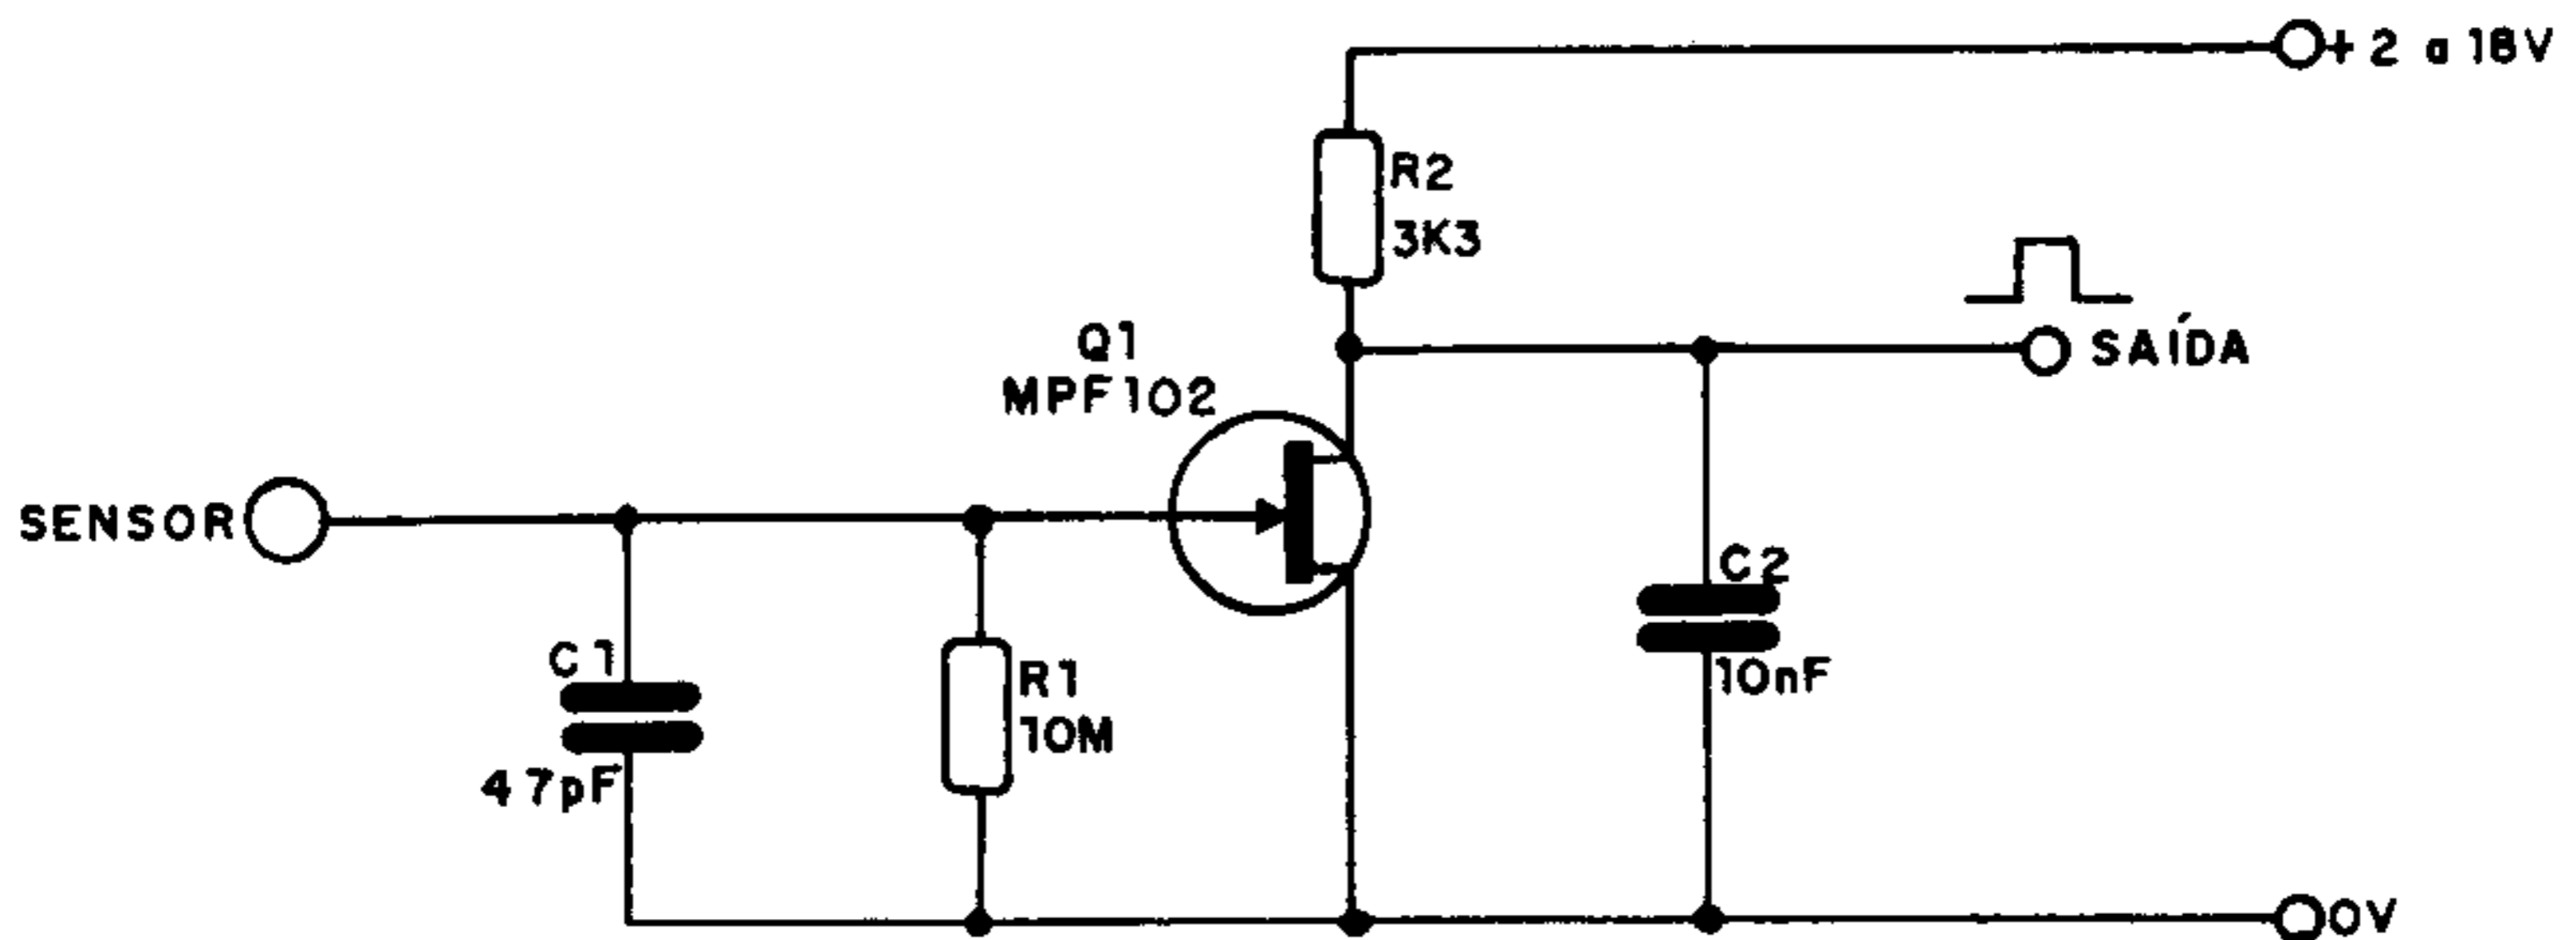 + 2 a 18V
R2
3K3
SAÍDA
Q1
MPF102
SENSOR
C1
47pF
R1
10M
C2
10nF
0V